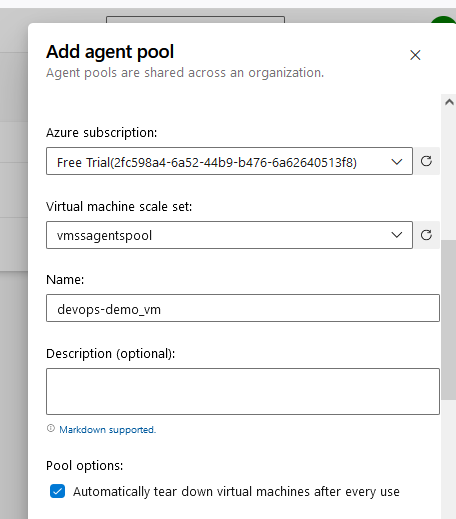 Add agent pool
Agent pools are shared across an organization.
Azure subscription:
Free Trial(2fc598a4-6a52-44b9-b476-6a62640513f8)
Virtual machine scale set:
vmssagentspool
Name:
devops-demo_vm
Description (optional):
Markdown supported.
Pool options:
Automatically tear down virtual machines after every use